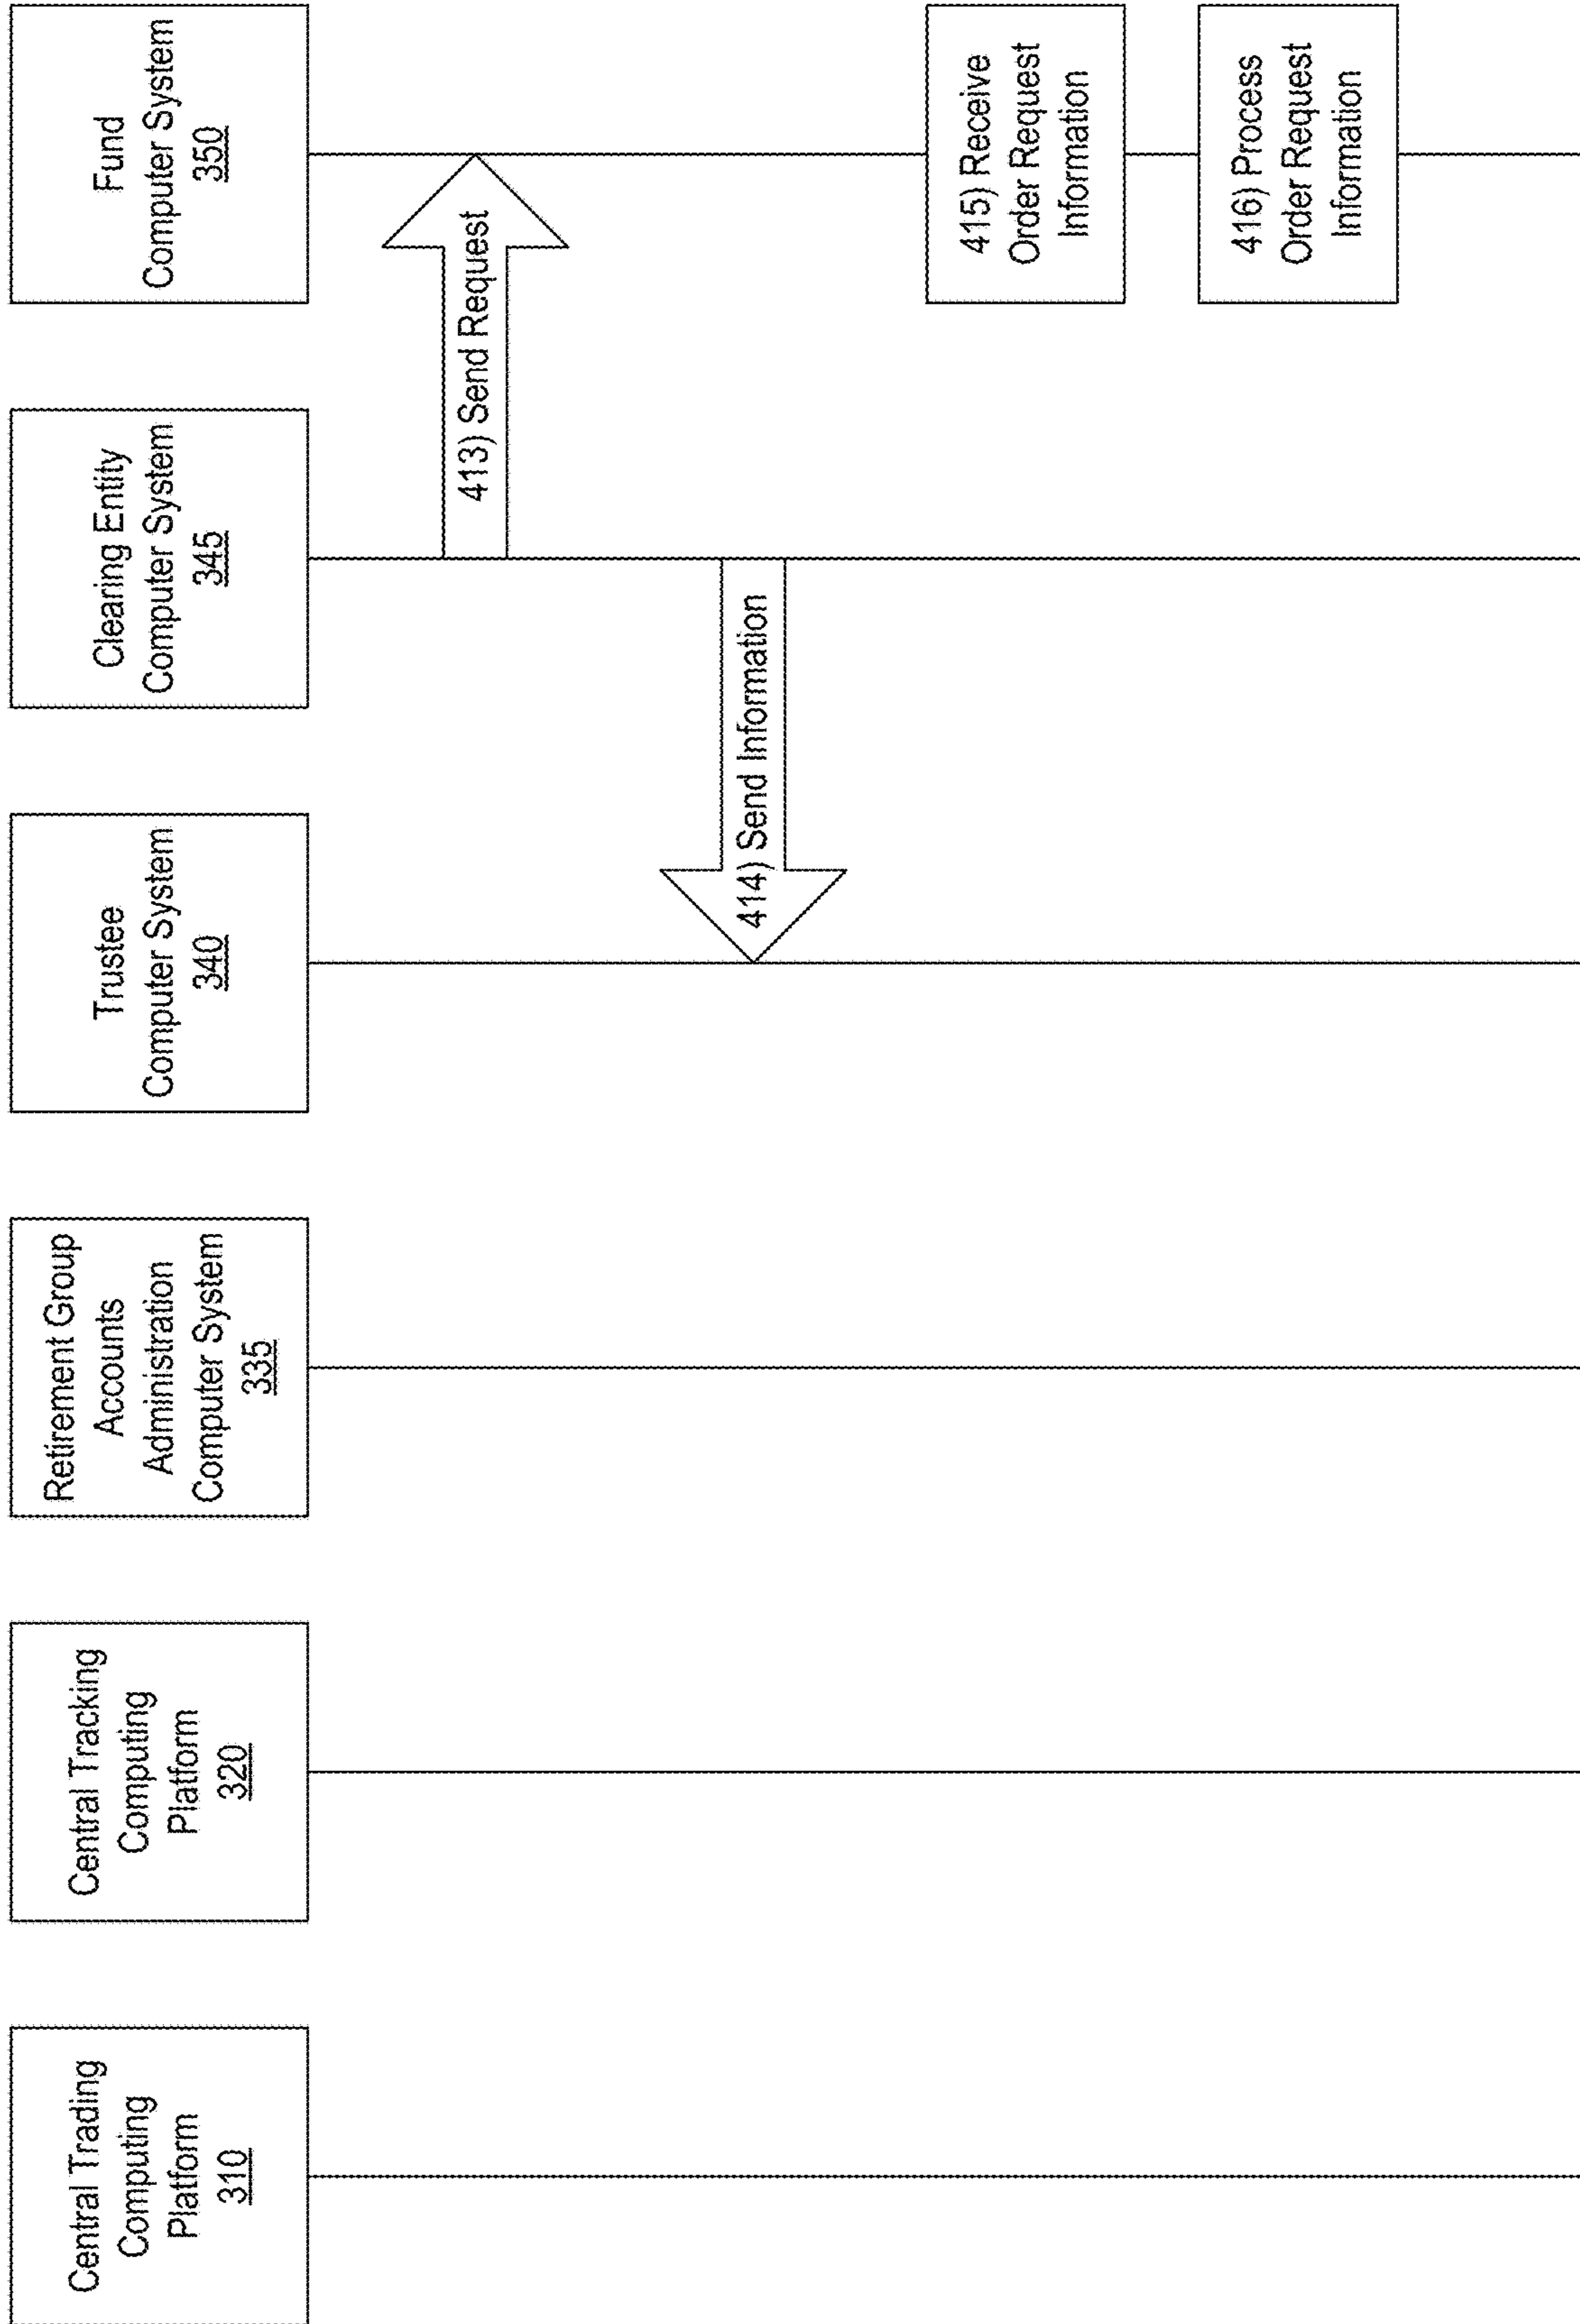 Central Trading
Computing
Platform
310
Central Tracking
Computing
Platform
320
Retirement Group
Accounts
Administration
Computer System
335
Trustee
Computer System
340
Clearing Entity
Computer System
345
Fund
Computer System
350
413) Send Request
414) Send Information
415) Receive
Order Request
Information
416) Process
Order Request
Information